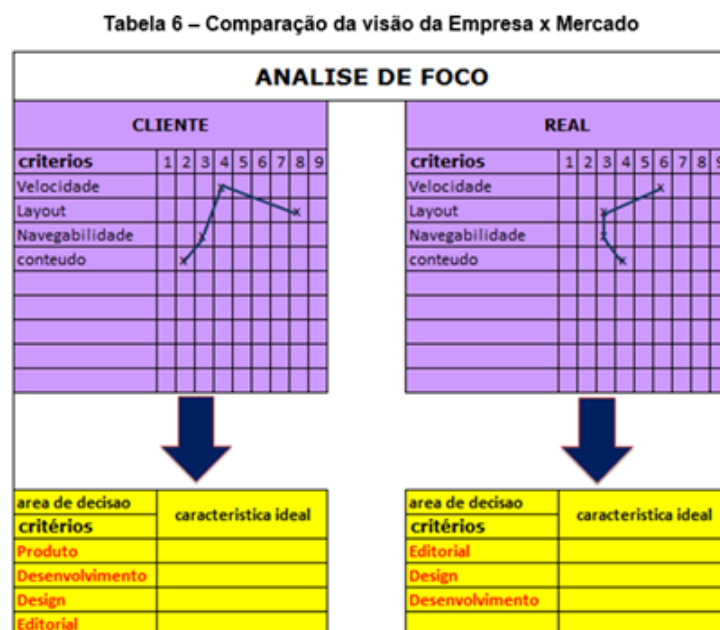 Tabela 6 – Comparação da visão da Empresa x Mercado
ANALISE DE FOCO
CLIENTE
criterios 1 2 3 4 5 6 7 8 9
Velocidade x
Layout x
Navegabilidade x
conteudo x
area de decisao
critérios
caracteristica ideal
Produto
Desenvolvimento
Design
Editorial
REAL
criterios 1 2 3 4 5 6 7 8 9
Velocidade x
Layout x
Navegabilidade x
conteudo x
area de decisao
critérios
caracteristica ideal
Editorial
Design
Desenvolvimento